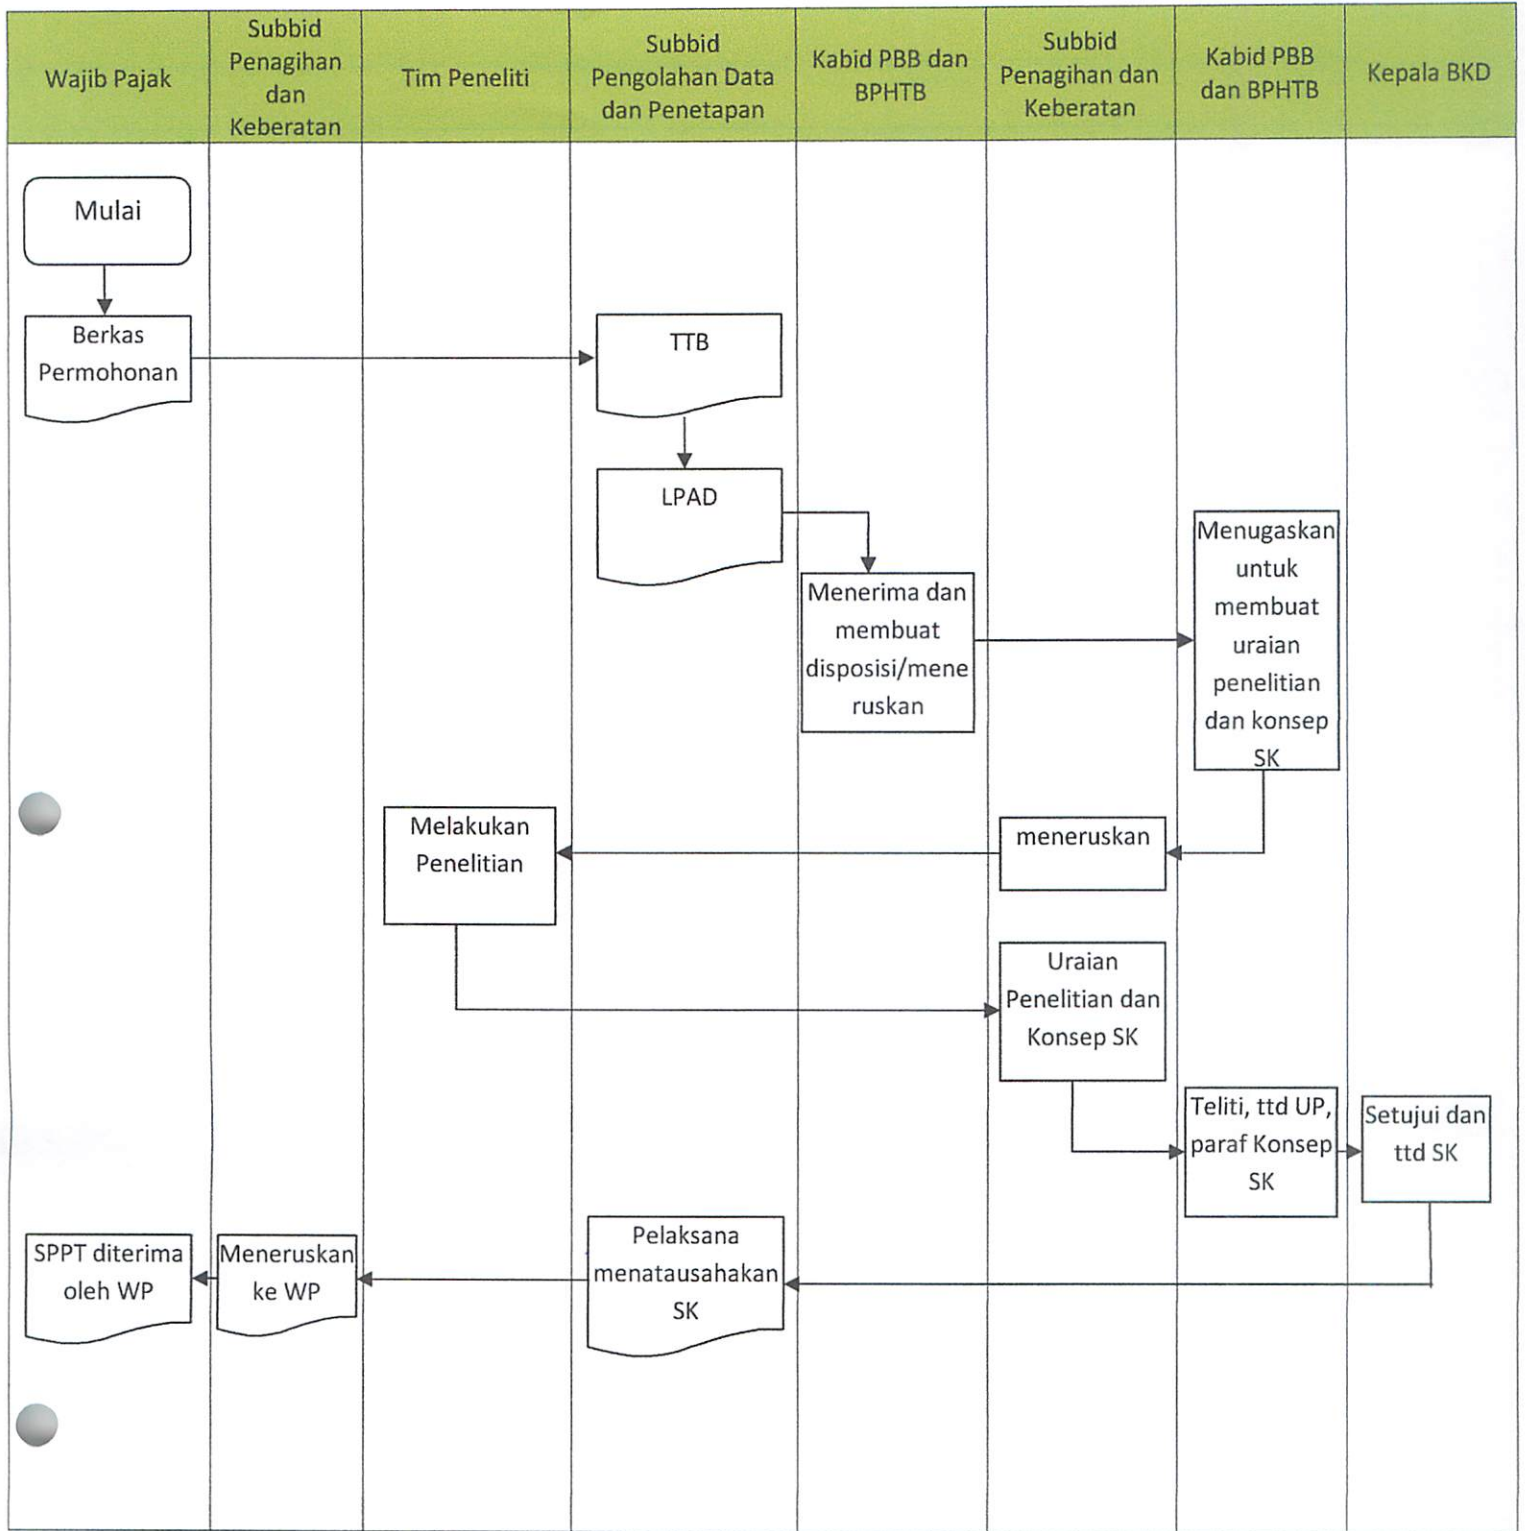 Wajib Pajak
Subbid
Penagihan
dan
Keberatan
Tim Peneliti
Subbid
Pengolahan Data
dan Penetapan
Kabid PBB dan
BPHTB
Subbid
Penagihan dan
Keberatan
Kabid PBB
dan BPHTB
Kepala BKD
Mulai
Berkas
Permohonan
TTB
LPAD
Menerima dan
membuat
disposisi/mene
ruskan
Menugaskan
untuk
membuat
uraian
penelitian
dan konsep
SK
meneruskan
Melakukan
Penelitian
Uraian
Penelitian dan
Konsep SK
Teliti, ttd UP,
paraf Konsep
SK
Setujui dan
ttd SK
Pelaksana
menatausahakan
SK
Meneruskan
ke WP
SPPT diterima
oleh WP